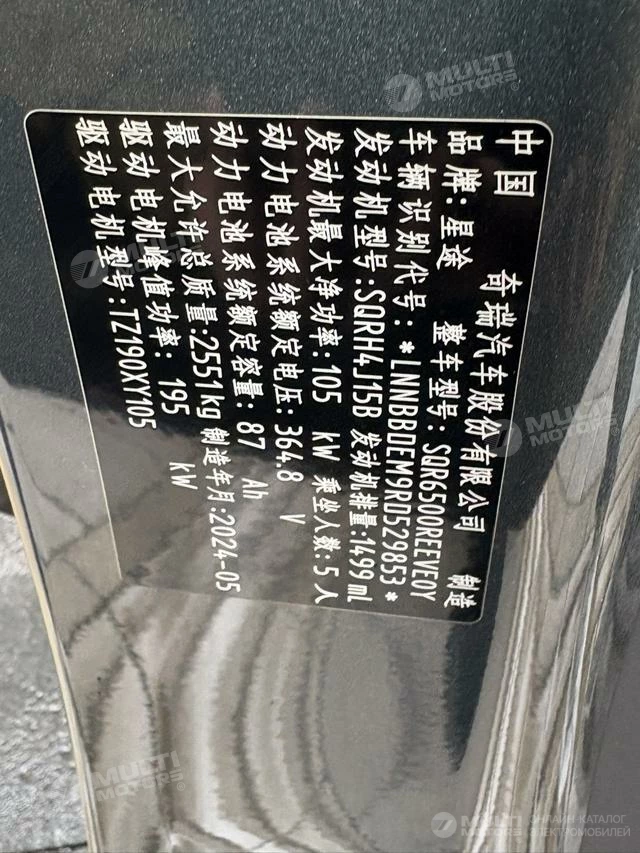 中国 奇瑞汽车股份有限公司 制造
品牌:星途 整车型号:SQR6500REEVE0Y
车辆识别代号:*LNNBBDEM9RD529853*
发动机型号:SQRH4J15B 发动机排量:1499 mL
发动机最大净功率:105 kW 乘坐人数:5人
动力电池系统额定电压:364.8 V
动力电池系统额定容量:87 Ah
最大允许总质量:2551kg 制造年月:2024-05
驱动电机峰值功率:195 kW
驱动电机型号:TZ190XY105
MULTI MOTORS
MULTI MOTORS
MULTI MOTORS
MULTI MOTORS
MULTI MOTORS
ОНЛАЙН-КАТАЛОГ ЭЛЕКТРОМОБИЛЕЙ